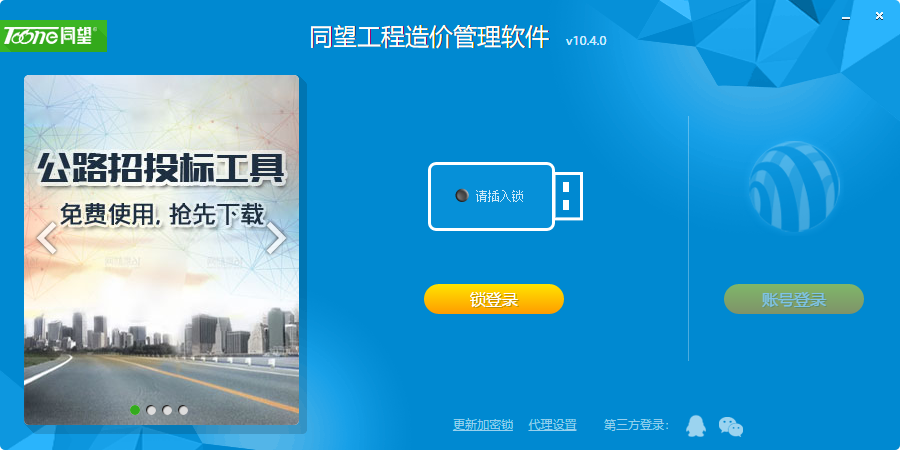 Toong同望®
同望工程造价管理软件 v10.4.0
公路招投标工具
免费使用, 抢先下载
请插入锁
锁登录
账号登录
更新加密锁 代理设置 第三方登录: